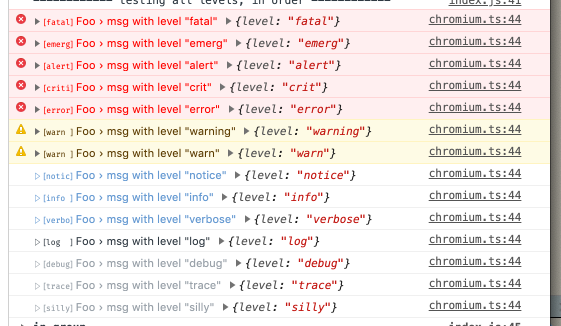 ============ testing all levels, in order ============ index.js:41
[fatal] Foo › msg with level "fatal" {level: "fatal"} chromium.ts:44
[emerg] Foo › msg with level "emerg" {level: "emerg"} chromium.ts:44
[alert] Foo › msg with level "alert" {level: "alert"} chromium.ts:44
[criti] Foo › msg with level "crit" {level: "crit"} chromium.ts:44
[error] Foo › msg with level "error" {level: "error"} chromium.ts:44
[warn ] Foo › msg with level "warning" {level: "warning"} chromium.ts:44
[warn ] Foo › msg with level "warn" {level: "warn"} chromium.ts:44
[notic] Foo › msg with level "notice" {level: "notice"} chromium.ts:44
[info ] Foo › msg with level "info" {level: "info"} chromium.ts:44
[verbo] Foo › msg with level "verbose" {level: "verbose"} chromium.ts:44
[log  ] Foo › msg with level "log" {level: "log"} chromium.ts:44
[debug] Foo › msg with level "debug" {level: "debug"} chromium.ts:44
[trace] Foo › msg with level "trace" {level: "trace"} chromium.ts:44
[silly] Foo › msg with level "silly" {level: "silly"} chromium.ts:44
in group index.js:45